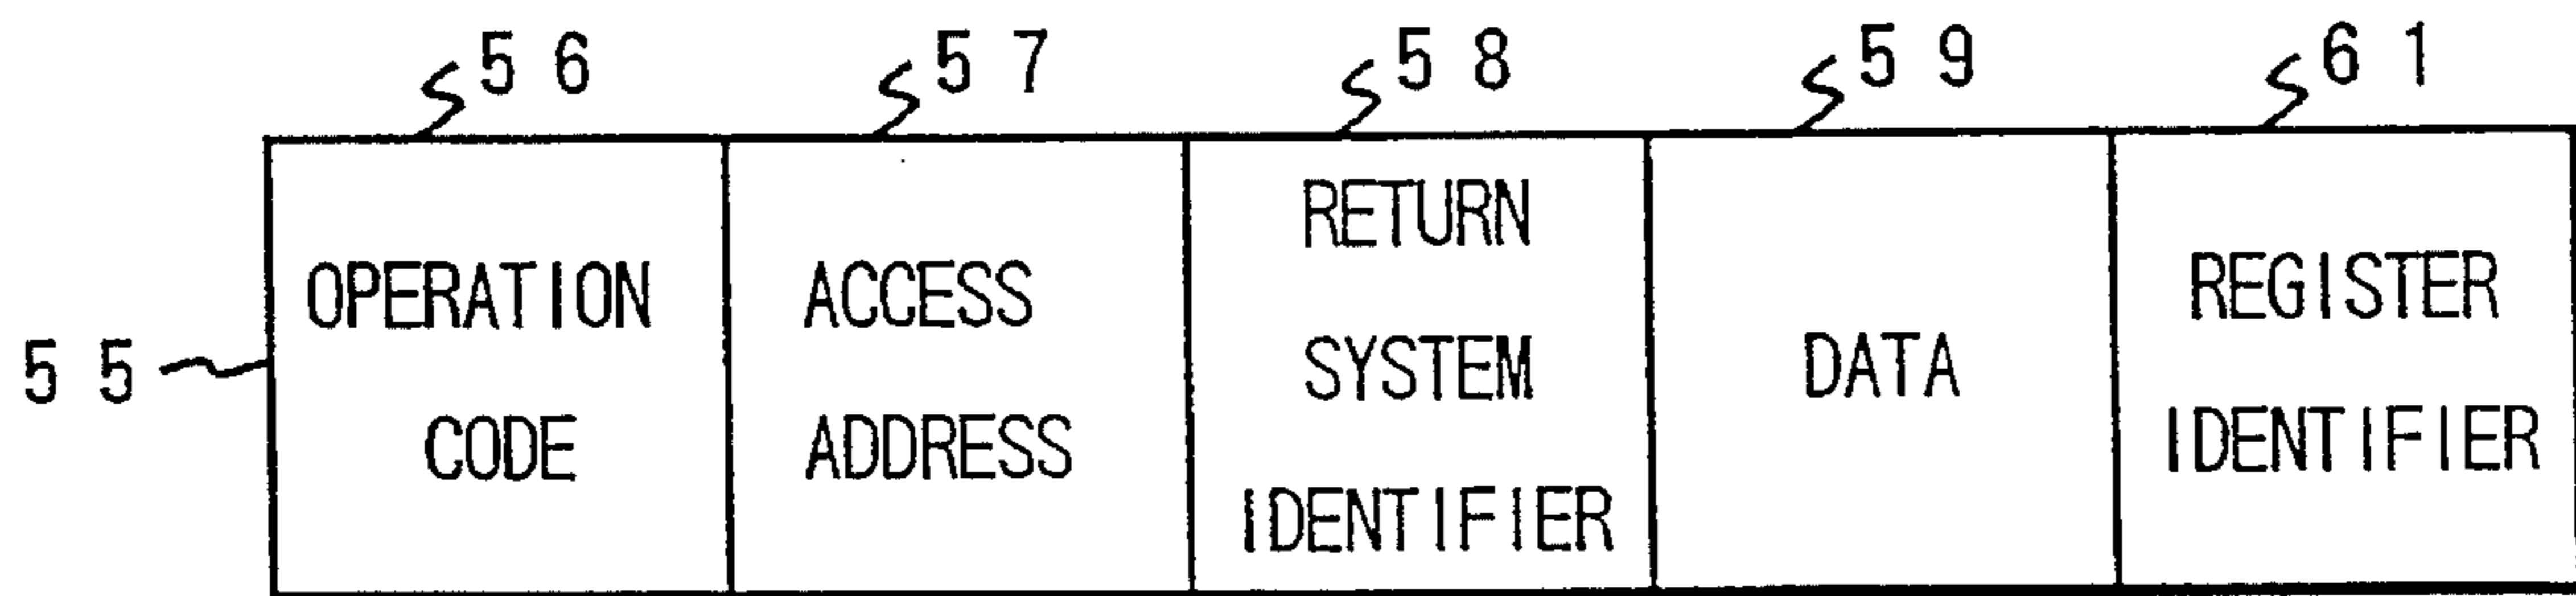 56 57 58 59 61
55
OPERATION
CODE
ACCESS
ADDRESS
RETURN
SYSTEM
IDENTIFIER
DATA
REGISTER
IDENTIFIER